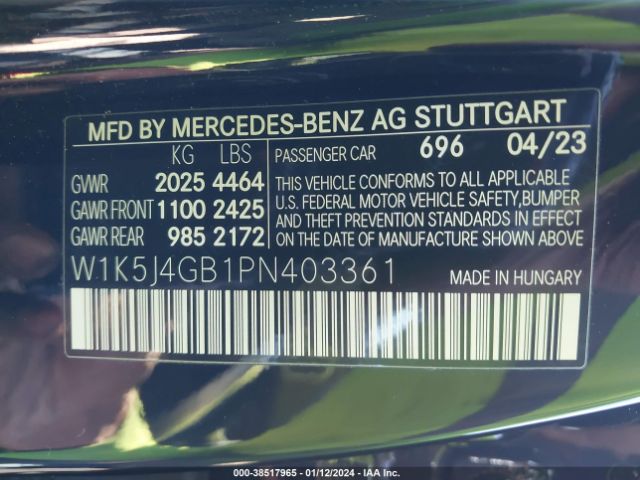 MFD BY MERCEDES-BENZ AG STUTTGART
KG LBS PASSENGER CAR 696 04/23
GVWR 2025 4464
GAWR FRONT 1100 2425
GAWR REAR 985 2172
THIS VEHICLE CONFORMS TO ALL APPLICABLE
U.S. FEDERAL MOTOR VEHICLE SAFETY,BUMPER
AND THEFT PREVENTION STANDARDS IN EFFECT
ON THE DATE OF MANUFACTURE SHOWN ABOVE.
W1K5J4GB1PN403361 MADE IN HUNGARY
000-38517965 - 01/12/2024 - IAA Inc.